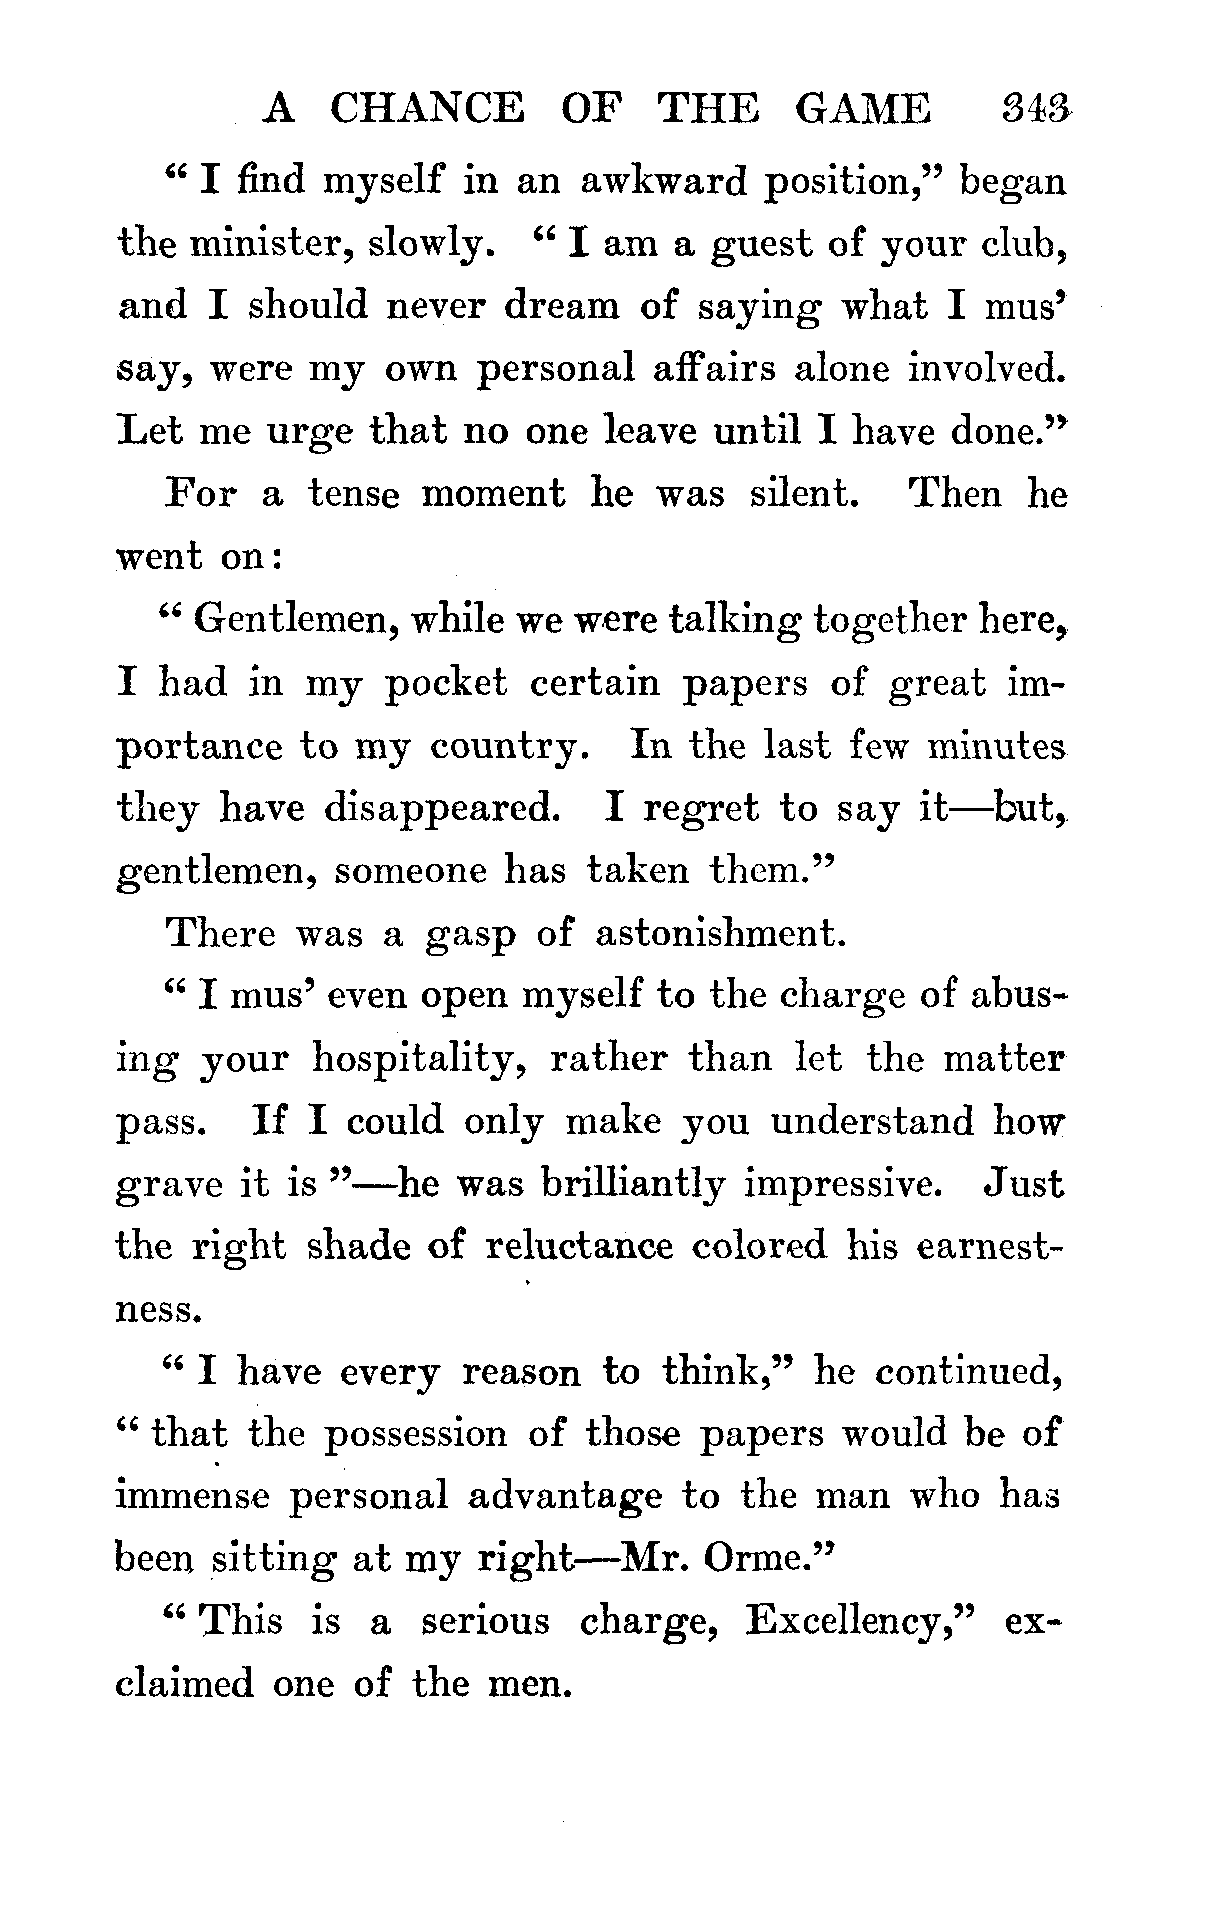 A CHANCE OF THE GAME 343
“ I find myself in an awkward position,” began
the minister, slowly. “ I am a guest of your club,
and I should never dream of saying what I mus’
say, were my own personal affairs alone involved.
Let me urge that no one leave until I have done.”
For a tense moment he was silent. Then he
went on:
“ Gentlemen, while we were talking together here,
I had in my pocket certain papers of great im-
portance to my country. In the last few minutes
they have disappeared. I regret to say it—but,
gentlemen, someone has taken them.”
There was a gasp of astonishment.
“ I mus’ even open myself to the charge of abus-
ing your hospitality, rather than let the matter
pass. If I could only make you understand how
grave it is ”—he was brilliantly impressive. Just
the right shade of reluctance colored his earnest-
ness.
“ I have every reason to think,” he continued,
“ that the possession of those papers would be of
immense personal advantage to the man who has
been sitting at my right—Mr. Orme.”
“ This is a serious charge, Excellency,” ex-
claimed one of the men.